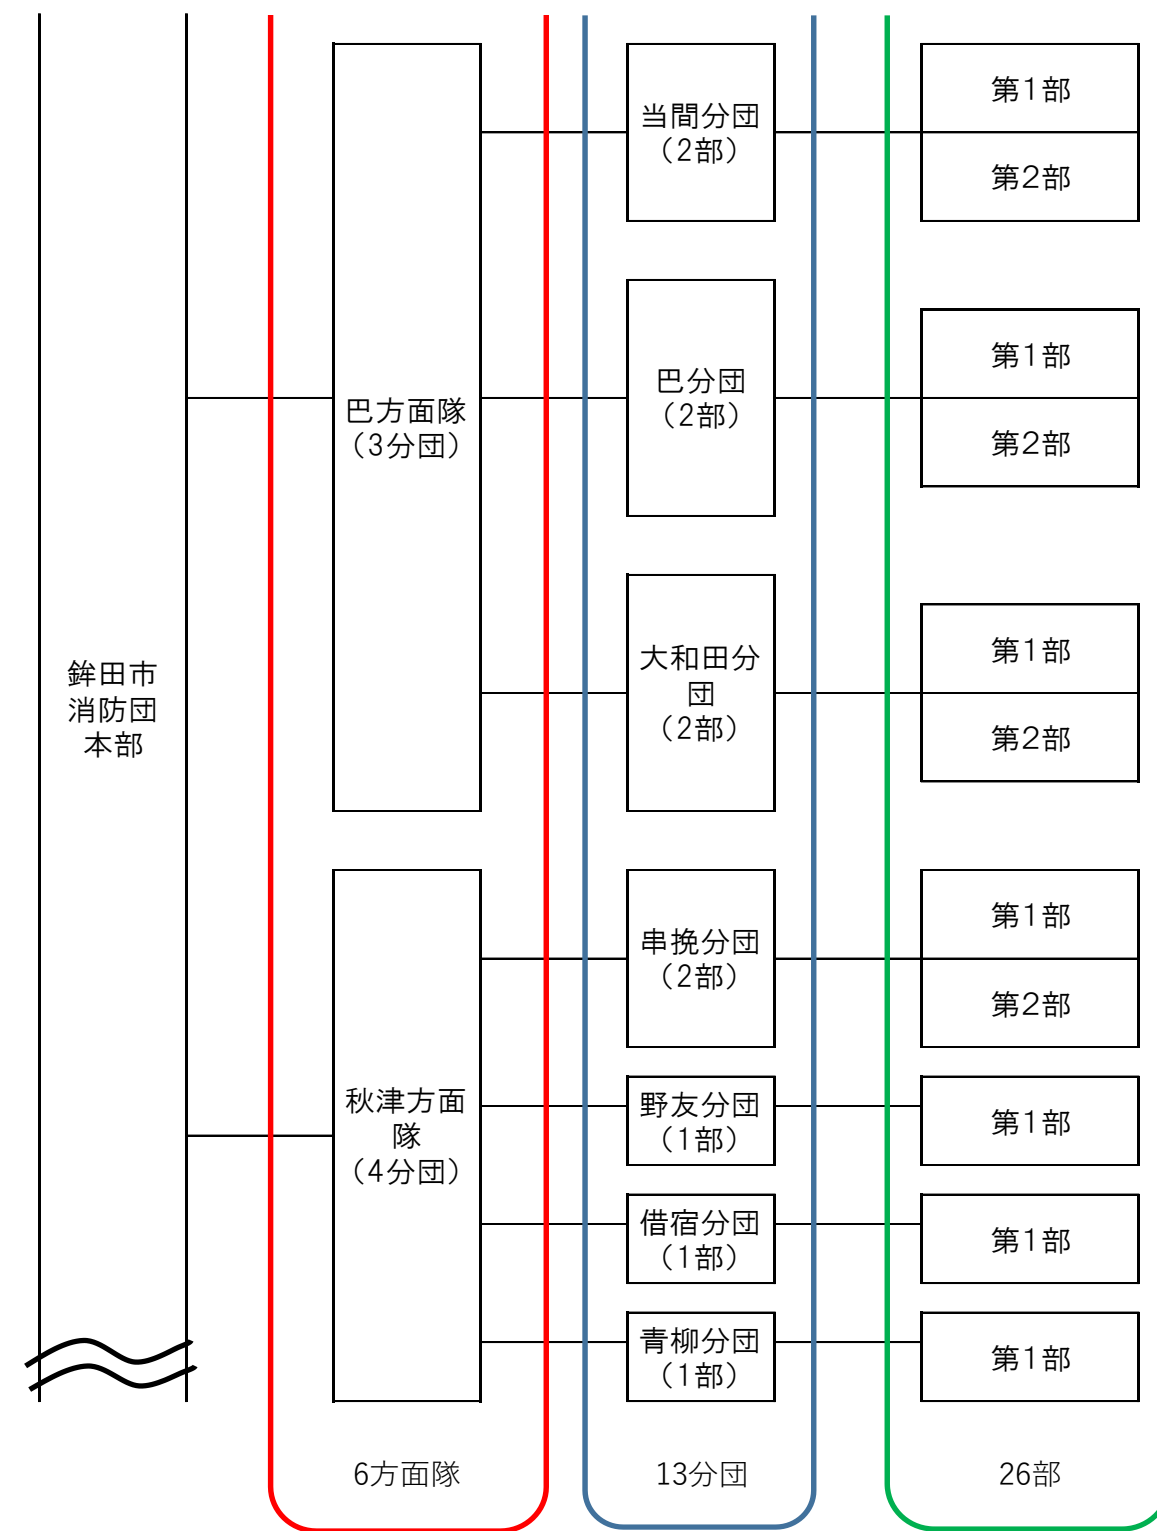 鉾田市
消防団
本部
巴方面隊
（3分団）
当間分団
（2部）
第1部
第2部
巴分団
（2部）
第1部
第2部
大和田分
団
（2部）
第1部
第2部
秋津方面
隊
（4分団）
串挽分団
（2部）
第1部
第2部
野友分団
（1部）
第1部
借宿分団
（1部）
第1部
青柳分団
（1部）
第1部
6方面隊
13分団
26部